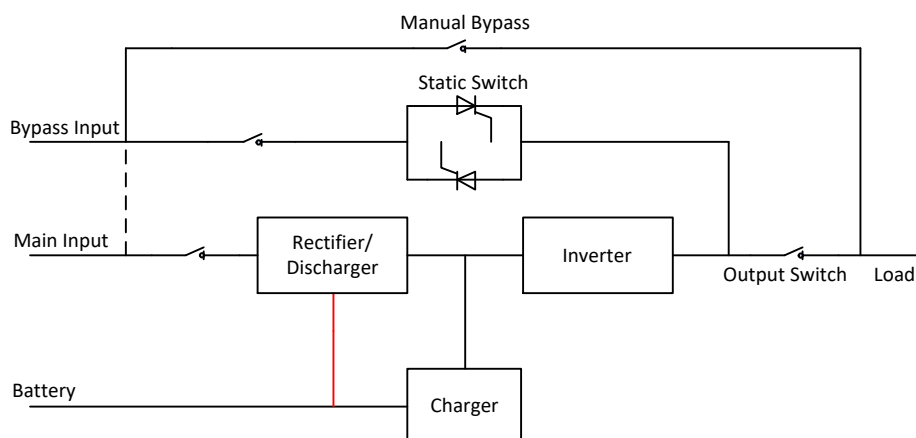 Manual Bypass
Static Switch
Bypass Input
Main Input
Rectifier/
Discharger
Inverter
Output Switch
Load
Battery
Charger